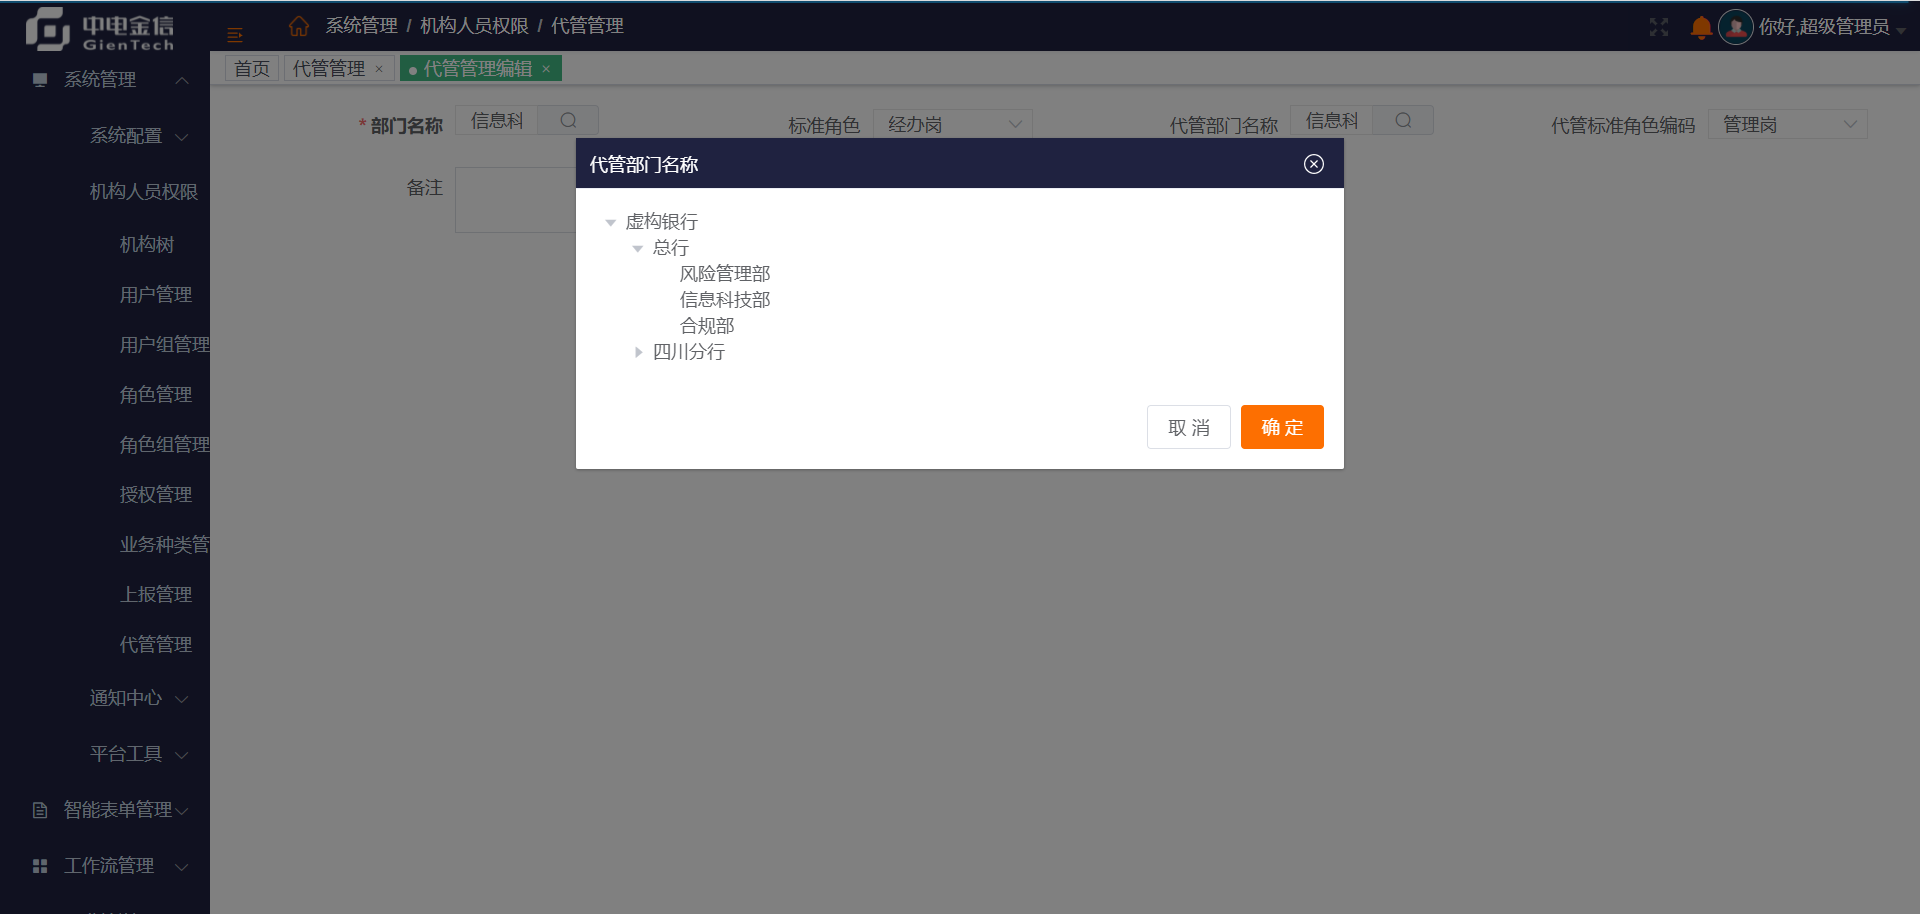 中电金信
GienTech
系统管理 / 机构人员权限 / 代管管理
你好,超级管理员
首页
代管管理 ×
代管管理编辑 ×
系统管理
系统配置
机构人员权限
机构树
用户管理
用户组管理
角色管理
角色组管理
授权管理
业务种类管
上报管理
代管管理
通知中心
平台工具
智能表单管理
工作流管理
*部门名称 信息科
标准角色 经办岗
代管部门名称 信息科
代管标准角色编码 管理岗
备注
代管部门名称
虚构银行
总行
风险管理部
信息科技部
合规部
四川分行
取 消
确 定